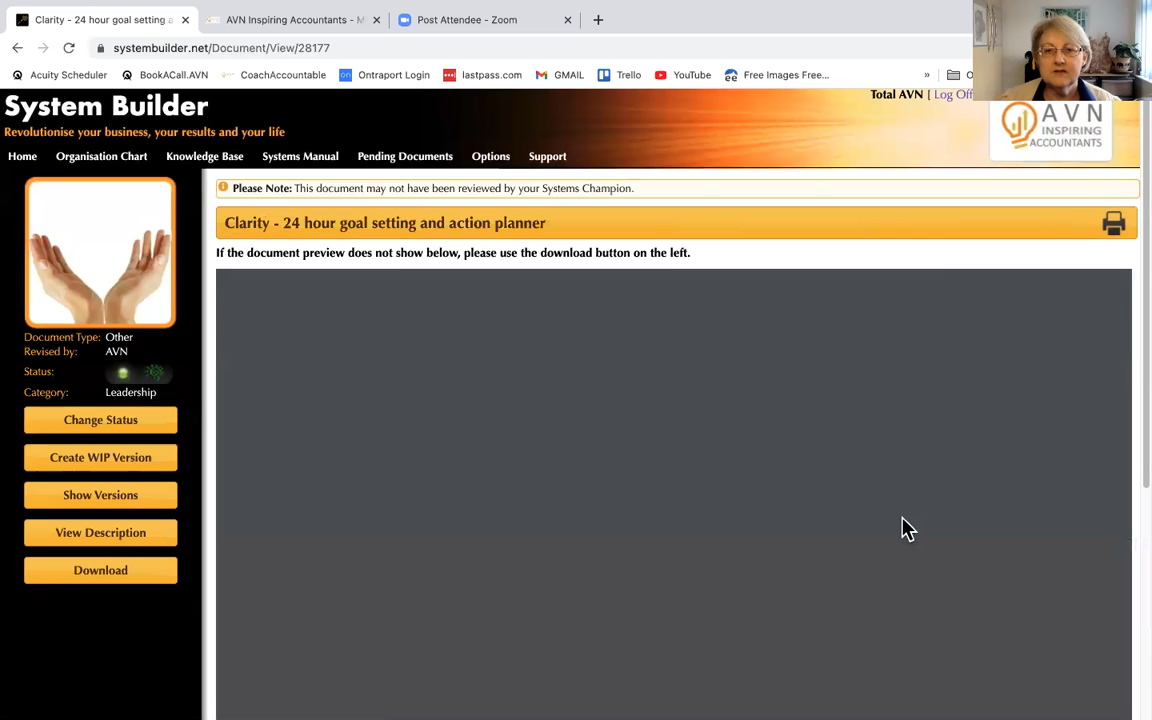 Clarity - 24 hour goal setting a
AVN Inspiring Accountants - M
Post Attendee - Zoom
systembuilder.net/Document/View/28177
Acuity Scheduler
BookACall.AVN
CoachAccountable
on Ontraport Login
lastpass.com
GMAIL
Trello
YouTube
ee Free Images Free...
»
O
System Builder
Total AVN | Log Off
Revolutionise your business, your results and your life
AVN
INSPIRING
ACCOUNTANTS
Home
Organisation Chart
Knowledge Base
Systems Manual
Pending Documents
Options
Support
Please Note: This document may not have been reviewed by your Systems Champion.
Clarity - 24 hour goal setting and action planner
If the document preview does not show below, please use the download button on the left.
Document Type: Other
Revised by: AVN
Status:
Category: Leadership
Change Status
Create WIP Version
Show Versions
View Description
Download